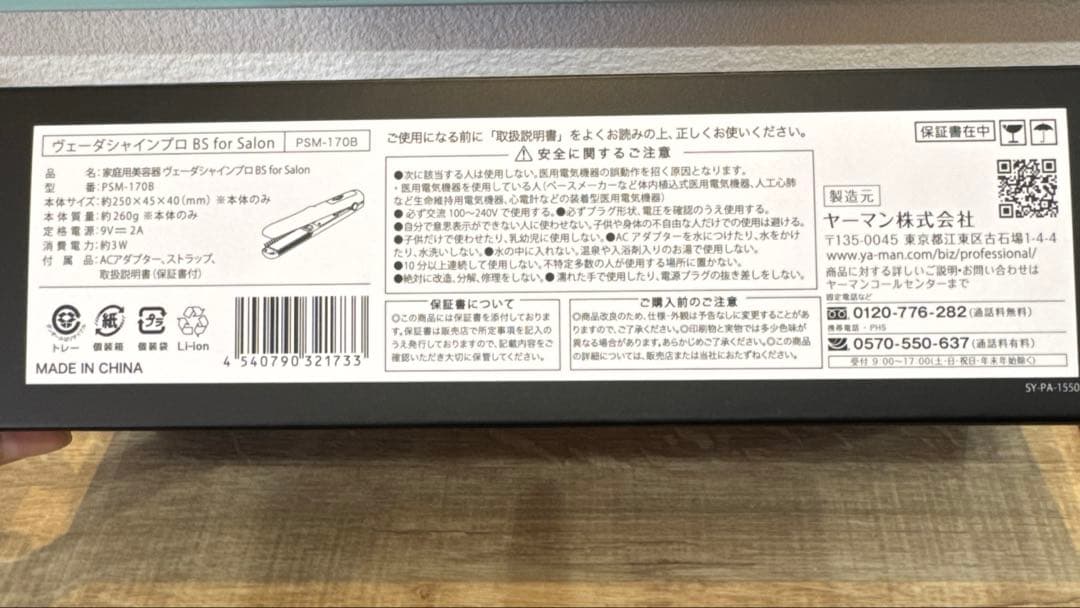 ヴェーダシャインプロ BS for Salon PSM-170B
品名:家庭用美容器 ヴェーダシャインプロ BS for Salon
型番:PSM-170B
本体サイズ:約250×45×40(mm) ※本体のみ
本体質量:約260g ※本体のみ
定格電源:9V⎓2A
消費電力:約3W
付属品:ACアダプター、ストラップ、
取扱説明書(保証書付)
トレー
紙
個装箱
プラ
個装袋
Li-ion
4 540790 321733
MADE IN CHINA
ご使用になる前に「取扱説明書」をよくお読みの上、正しくお使いください。
安全に関するご注意
●次に該当する人は使用しない。医用電気機器の誤動作を招く原因となります。
・医用電気機器を使用している人(ペースメーカーなど体内植込式医用電気機器、人工心肺
など生命維持用電気機器、心電計などの装着型医用電気機器)
●必ず交流 100〜240Vで使用する。●必ずプラグ形状、電圧を確認のうえ使用する。
●自分で意思表示ができない人に使わせない。子供や身体の不自由な人だけでの使用は避ける。
●子供だけで使わせたり、乳幼児に使用しない。●ACアダプターを水につけたり、水をかけ
たり、水洗いしない。●水の中に入れない。温泉や入浴剤入りのお湯で使用しない。
●10分以上連続して使用しない。不特定多数の人が使用する場所に置かない。
●絶対に改造、分解、修理をしない。●濡れた手で使用したり、電源プラグの抜き差しをしない。
保証書について
◎この商品には保証書を添付しておりま
す。保証書は販売店で所定事項を記入の
うえ発行しておりますので、記載内容をご
確認いただき大切に保管してください。
ご購入前のご注意
◎商品改良のため、仕様・外観は予告なしに変更することがあ
りますので、ご了承ください。◎印刷物と実物では多少色味が
異なる場合があります。あらかじめご了承ください。◎この商品
の詳細については、販売店または当社におたずねください。
保証書在中
製造元
ヤーマン株式会社
〒135-0045 東京都江東区古石場1-4-4
www.ya-man.com/biz/professional/
商品に対する詳しいご説明・お問い合わせは
ヤーマンコールセンターまで
固定電話など
0120-776-282(通話料無料)
携帯電話・PHS
0570-550-637(通話料有料)
受付 9:00〜17:00(土・日・祝日・年末年始除く)
SY-PA-1550